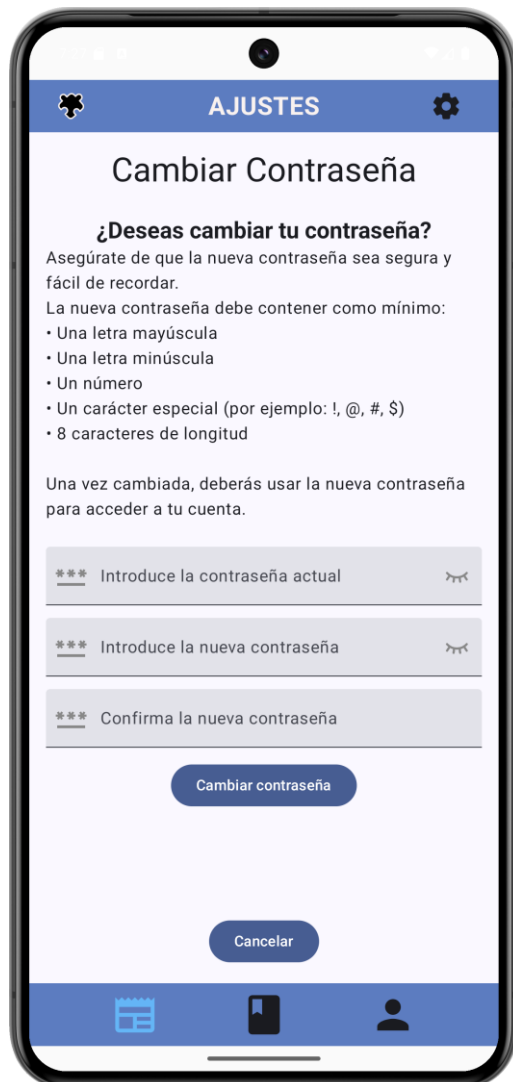 AJUSTES
Cambiar Contraseña
¿Deseas cambiar tu contraseña?
Asegúrate de que la nueva contraseña sea segura y
fácil de recordar.
La nueva contraseña debe contener como mínimo:
• Una letra mayúscula
• Una letra minúscula
• Un número
• Un carácter especial (por ejemplo: !, @, #, $)
• 8 caracteres de longitud
Una vez cambiada, deberás usar la nueva contraseña
para acceder a tu cuenta.
*** Introduce la contraseña actual
*** Introduce la nueva contraseña
*** Confirma la nueva contraseña
Cambiar contraseña
Cancelar